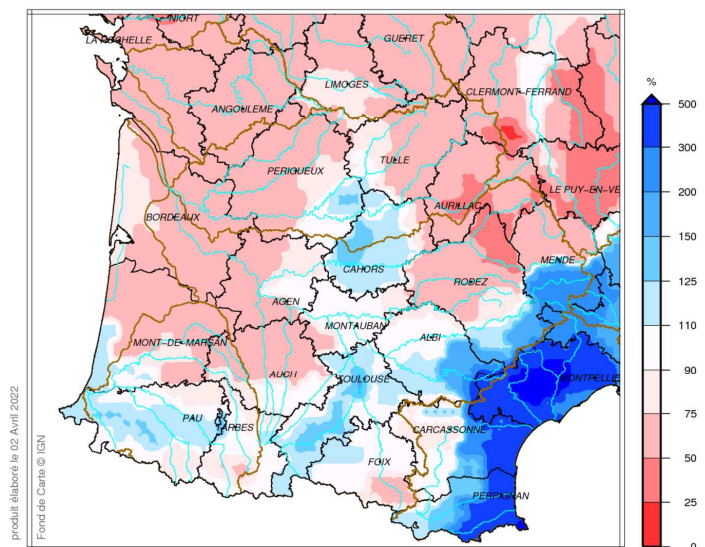 NIORT
LA ROCHELLE
GUERET
LIMOGES
CLERMONT-FERRAND
ANGOULEME
TULLE
PERIGUEUX
LE PUY-EN-VE
AURILLAC
BORDEAUX
MENDE
CAHORS
RODEZ
AGEN
MONTAUBAN
ALBI
MONT-DE-MARSAN
AUCH
TOULOUSE
MONTPELLIE
PAU
TARBES
CARCASSONNE
FOIX
PERPIGNAN
%
500
300
200
150
110
90
75
50
25
0
produit élaboré le 02 Avril 2022
Fond de Carte © IGN